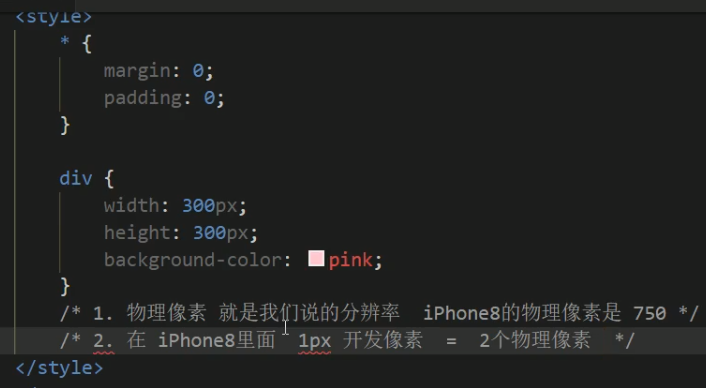 <style>
* {
margin: 0;
padding: 0;
}
div {
width: 300px;
height: 300px;
background-color: pink;
}
/* 1. 物理像素 就是我们说的分辨率 iPhone8的物理像素是 750 */
/* 2. 在 iPhone8里面 1px 开发像素 = 2个物理像素 */
</style>